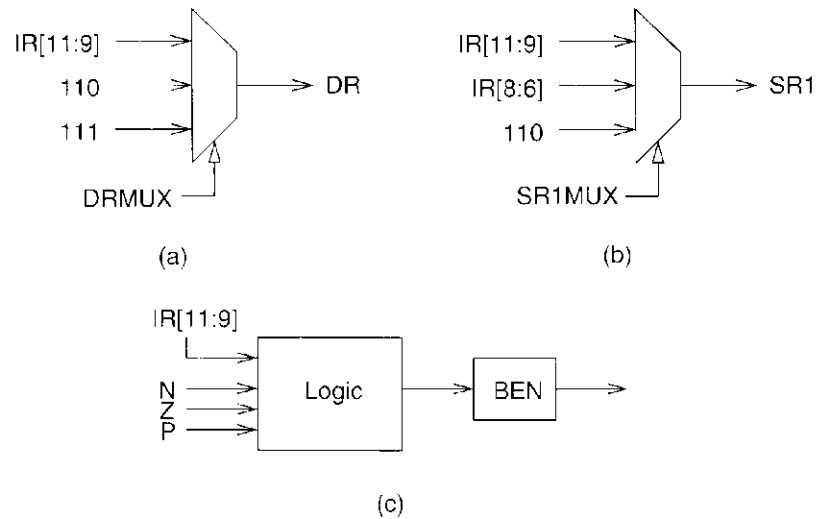 IR[11:9]
110
111
DR
DRMUX
(a)
IR[11:9]
IR[8:6]
110
SR1
SR1MUX
(b)
IR[11:9]
N
Z
P
Logic
BEN
(c)